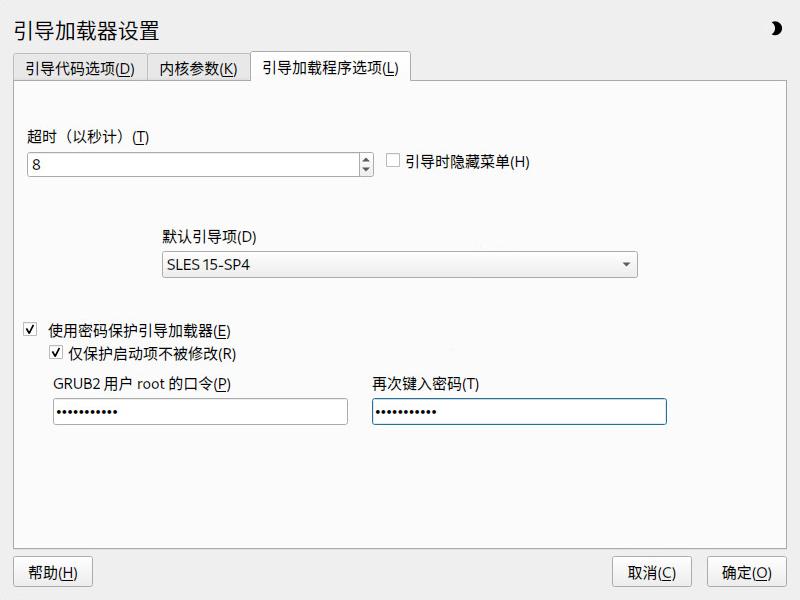 引导加载器设置
引导代码选项(D) 内核参数(K) 引导加载程序选项(L)
超时（以秒计）(T)
8 引导时隐藏菜单(H)
默认引导项(D)
SLES 15-SP4
使用密码保护引导加载器(E)
仅保护启动项不被修改(R)
GRUB2 用户 root 的口令(P) 再次键入密码(T)
••••••••••• •••••••••••
帮助(H) 取消(C) 确定(O)